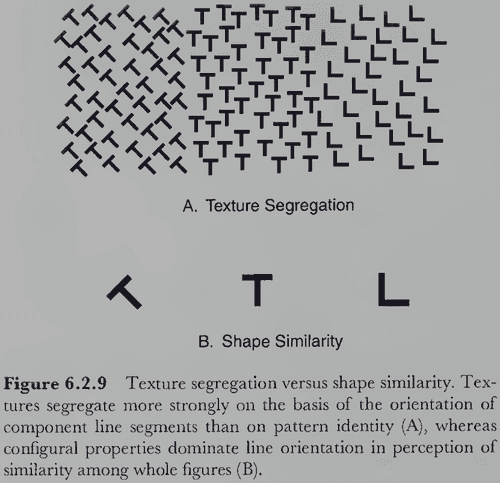 A. Texture Segregation
T T L
B. Shape Similarity
Figure 6.2.9 Texture segregation versus shape similarity. Tex-
tures segregate more strongly on the basis of the orientation of
component line segments than on pattern identity (A), whereas
configural properties dominate line orientation in perception of
similarity among whole figures (B).